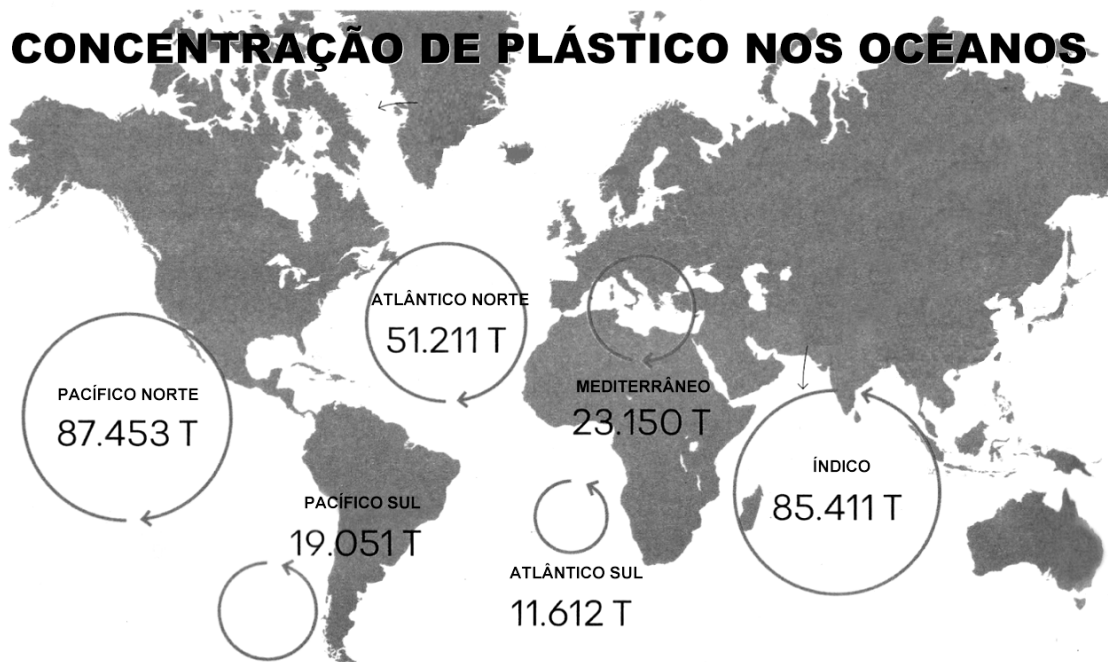 CONCENTRAÇÃO DE PLÁSTICO NOS OCEANOS
ATLÂNTICO NORTE
51.211 T
PACÍFICO NORTE
87.453 T
MEDITERRÂNEO
23.150 T
ÍNDICO
85.411 T
PACÍFICO SUL
19.051 T
ATLÂNTICO SUL
11.612 T